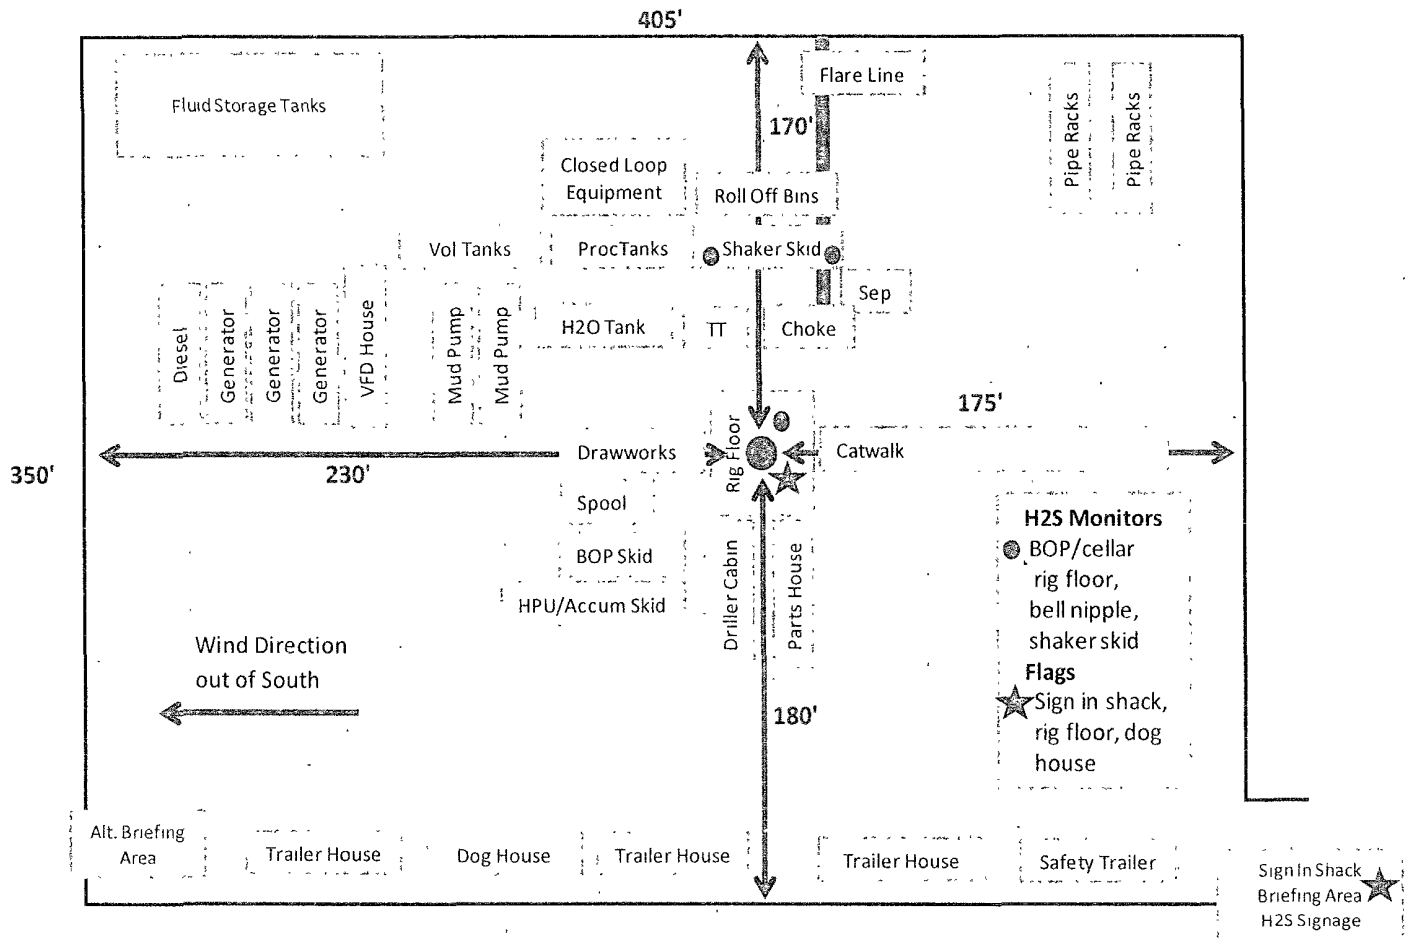 405'
Fluid Storage Tanks
Flare Line
170'
Pipe Racks
Pipe Racks
Closed Loop
Equipment
Roll Off Bins
Vol Tanks
ProcTanks
Shaker Skid
Sep
Diesel
Generator
Generator
Generator
VFD House
Mud Pump
Mud Pump
H2O Tank
TT
Choke
175'
350'
230'
Drawworks
Rig Floor
Catwalk
Spool
BOP Skid
HPU/Accum Skid
Driller Cabin
Parts House
H2S Monitors
BOP/cellar
rig floor,
bell nipple,
shaker skid
Flags
Sign in shack,
rig floor, dog
house
Wind Direction
out of South
180'
Alt. Briefing
Area
Trailer House
Dog House
Trailer House
Trailer House
Safety Trailer
Sign In Shack
Briefing Area
H2S Signage